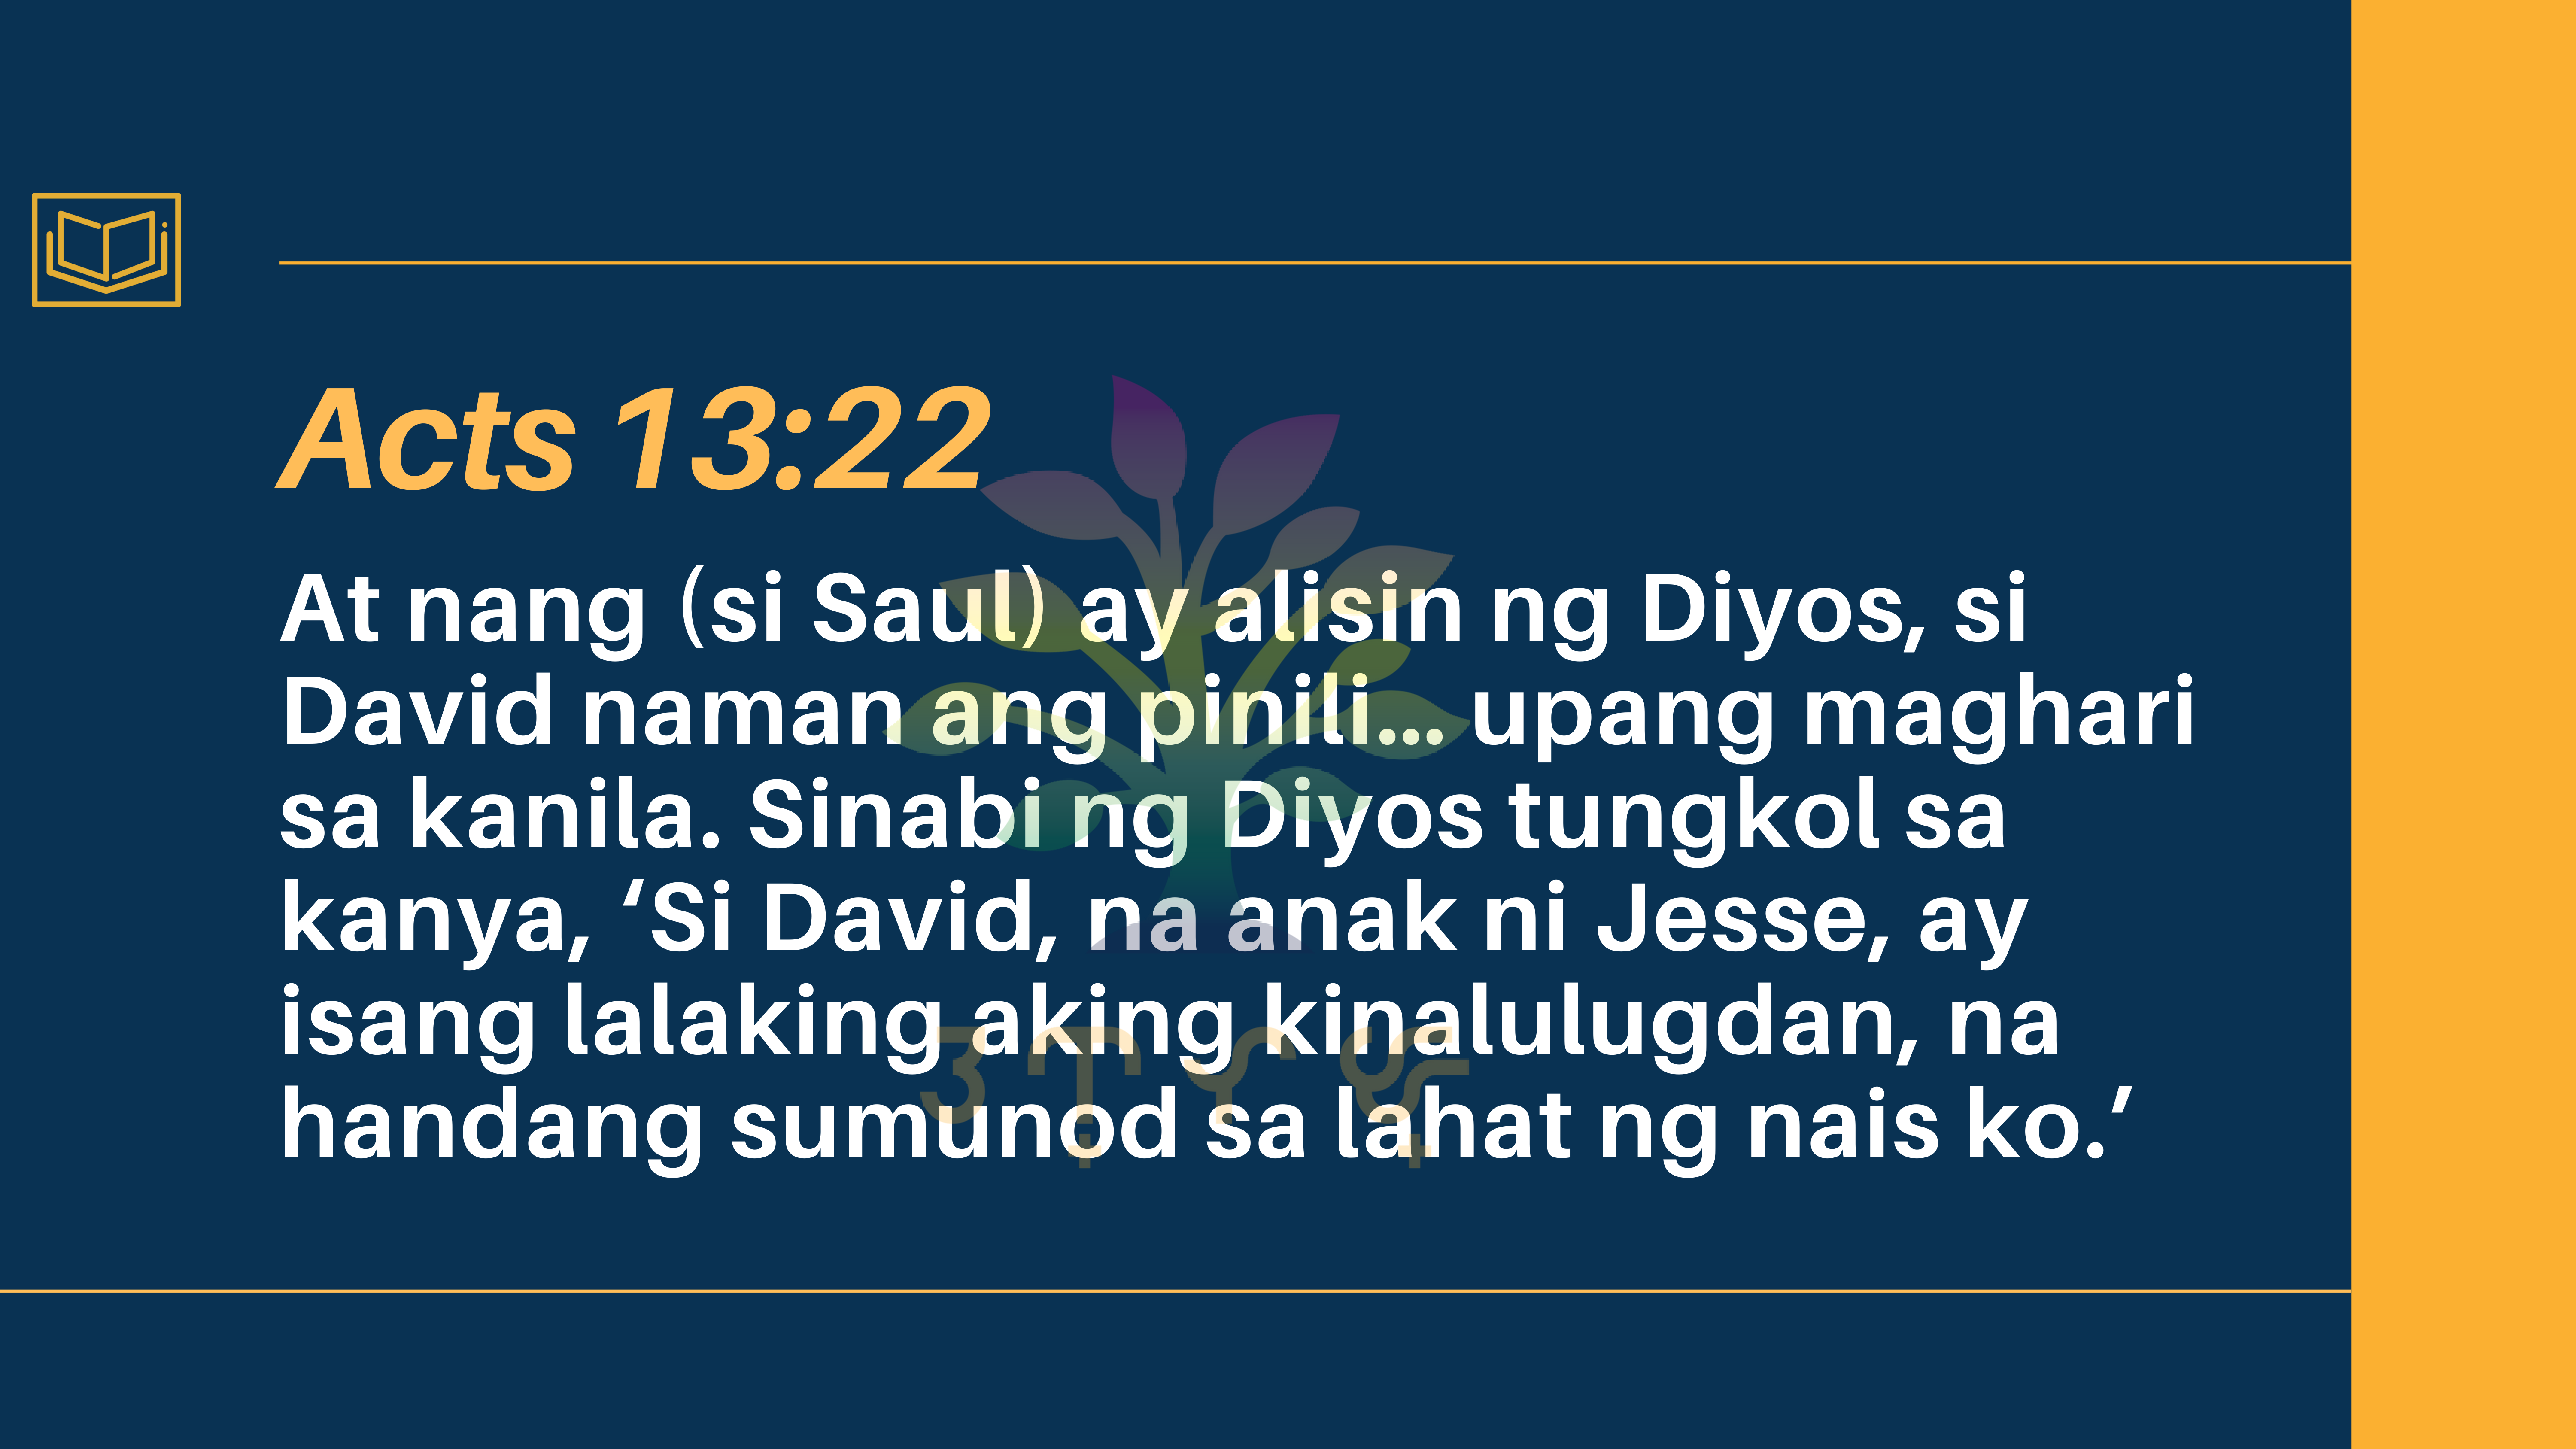 Acts 13:22
At nang (si Saul) ay alisin ng Diyos, si
David naman ang pinili... upang maghari
sa kanila. Sinabi ng Diyos tungkol sa
kanya, ‘Si David, na anak ni Jesse, ay
isang lalaking aking kinalulugdan, na
handang sumunod sa lahat ng nais ko.’